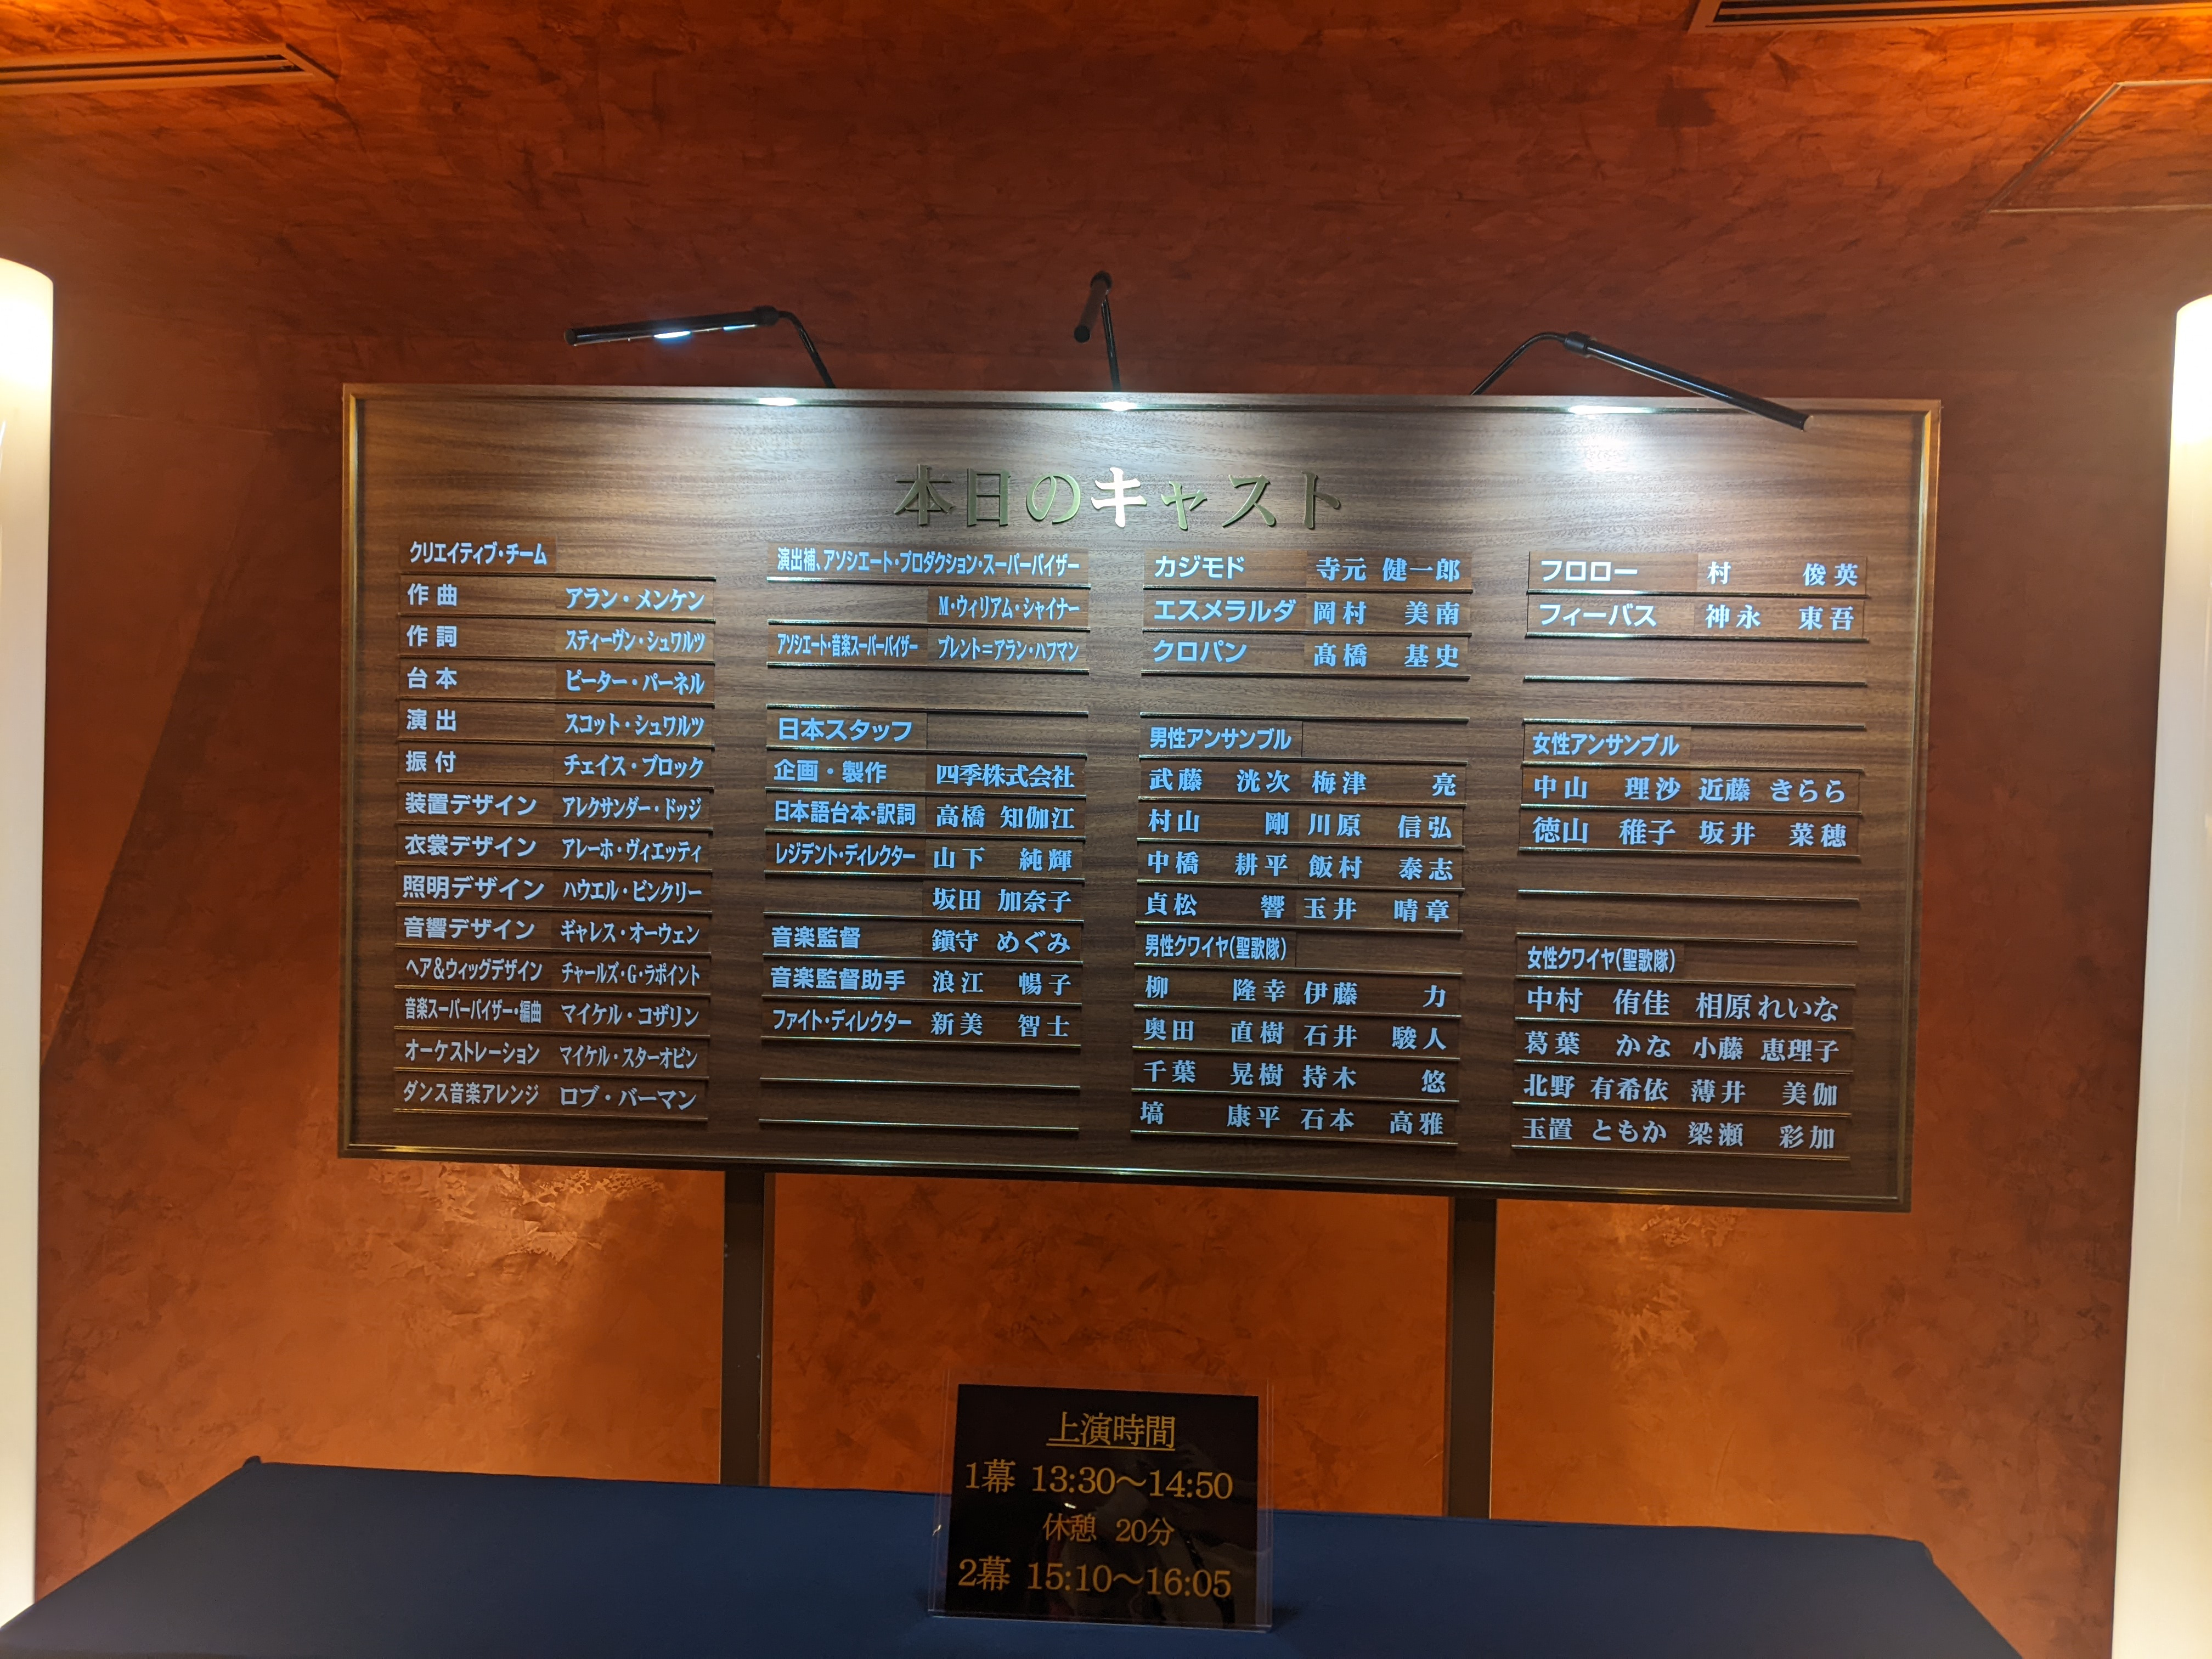 本日のキャスト
クリエイティブ・チーム
作曲 アラン・メンケン
作詞 スティーヴン・シュワルツ
台本 ピーター・パーネル
演出 スコット・シュワルツ
振付 チェイス・ブロック
装置デザイン アレクサンダー・ドッジ
衣裳デザイン アレーホ・ヴィエッティ
照明デザイン ハウエル・ビンクリー
音響デザイン ギャレス・オーウェン
ヘア&ウィッグデザイン チャールズ・G・ラポイント
音楽スーパーバイザー・編曲 マイケル・コザリン
オーケストレーション マイケル・スターオビン
ダンス音楽アレンジ ロブ・バーマン
演出補、アソシエート・プロダクション・スーパーバイザー
M・ウィリアム・シャイナー
アソシエート・音楽スーパーバイザー ブレント=アラン・ハフマン
日本スタッフ
企画・製作 四季株式会社
日本語台本・訳詞 高橋 知伽江
レジデント・ディレクター 山下 純輝
坂田 加奈子
音楽監督 鎮守 めぐみ
音楽監督助手 浪江 暢子
ファイト・ディレクター 新美 智士
カジモド 寺元 健一郎
エスメラルダ 岡村 美南
クロパン 髙橋 基史
男性アンサンブル
武藤 洸次 梅津 亮
村山 剛 川原 信弘
中橋 耕平 飯村 泰志
貞松 響 玉井 晴章
男性クワイヤ(聖歌隊)
柳 隆幸 伊藤 力
奥田 直樹 石井 駿人
千葉 晃樹 持木 悠
塙 康平 石本 高雅
フロロー 村 俊英
フィーバス 神永 東吾
女性アンサンブル
中山 理沙 近藤 きらら
徳山 稚子 坂井 菜穂
女性クワイヤ(聖歌隊)
中村 侑佳 相原 れいな
葛葉 かな 小藤 恵理子
北野 有希依 薄井 美伽
玉置 ともか 梁瀬 彩加
上演時間
1幕 13:30〜14:50
休憩 20分
2幕 15:10〜16:05